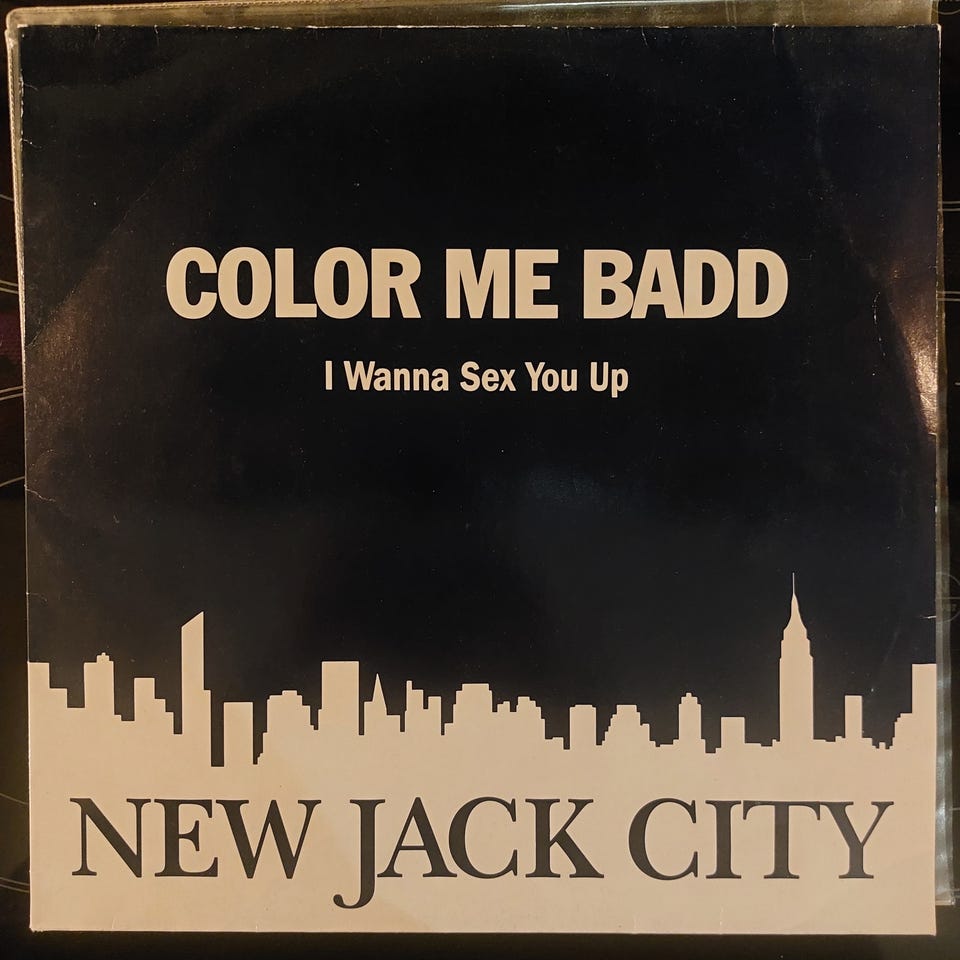 COLOR ME BADD
I Wanna Sex You Up
NEW JACK CITY